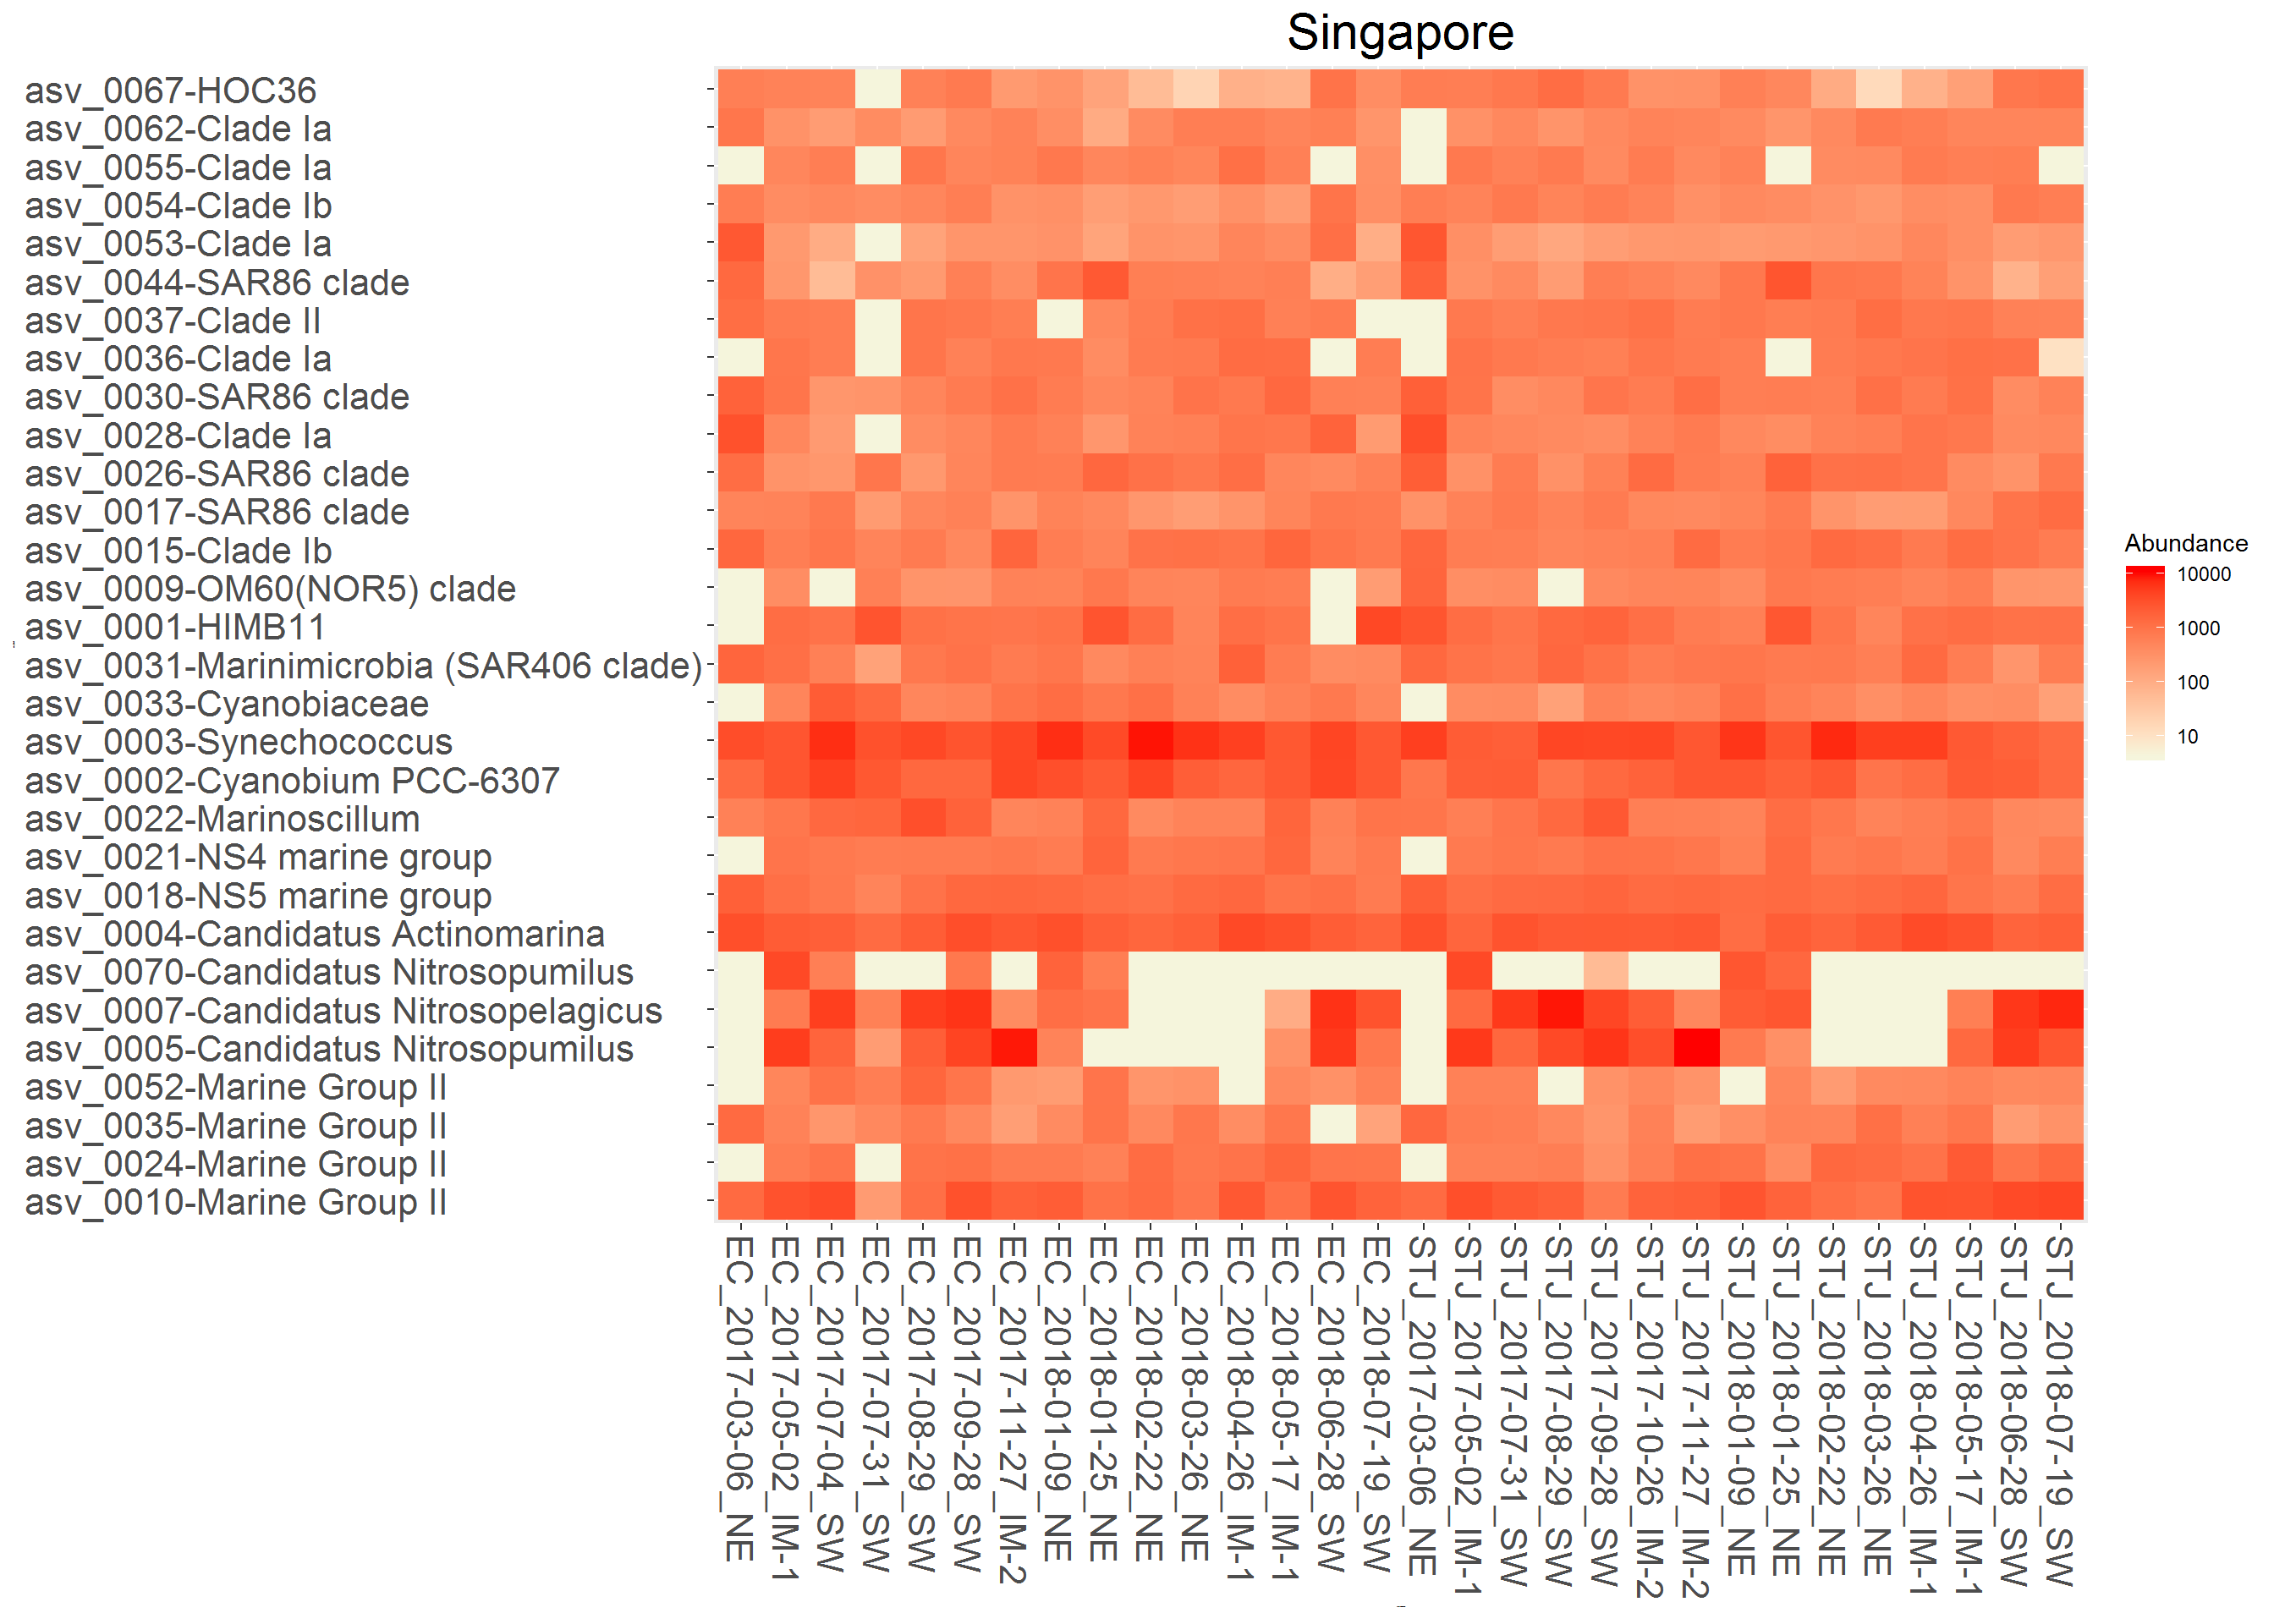 Singapore
asv_0067-HOC36
asv_0062-Clade Ia
asv_0055-Clade Ia
asv_0054-Clade Ib
asv_0053-Clade Ia
asv_0044-SAR86 clade
asv_0037-Clade II
asv_0036-Clade Ia
asv_0030-SAR86 clade
asv_0028-Clade Ia
asv_0026-SAR86 clade
asv_0017-SAR86 clade
asv_0015-Clade Ib
asv_0009-OM60(NOR5) clade
asv_0001-HIMB11
asv_0031-Marinimicrobia (SAR406 clade)
asv_0033-Cyanobiaceae
asv_0003-Synechococcus
asv_0002-Cyanobium PCC-6307
asv_0022-Marinoscillum
asv_0021-NS4 marine group
asv_0018-NS5 marine group
asv_0004-Candidatus Actinomarina
asv_0070-Candidatus Nitrosopumilus
asv_0007-Candidatus Nitrosopelagicus
asv_0005-Candidatus Nitrosopumilus
asv_0052-Marine Group II
asv_0035-Marine Group II
asv_0024-Marine Group II
asv_0010-Marine Group II
EC_2017-03-06_NE
EC_2017-05-02_IM-1
EC_2017-07-04_SW
EC_2017-07-31_SW
EC_2017-08-29_SW
EC_2017-09-28_SW
EC_2017-11-27_IM-2
EC_2018-01-09_NE
EC_2018-01-25_NE
EC_2018-02-22_NE
EC_2018-03-26_NE
EC_2018-04-26_IM-1
EC_2018-05-17_IM-1
EC_2018-06-28_SW
EC_2018-07-19_SW
STJ_2017-03-06_NE
STJ_2017-05-02_IM-1
STJ_2017-07-31_SW
STJ_2017-08-29_SW
STJ_2017-09-28_SW
STJ_2017-10-26_IM-2
STJ_2017-11-27_IM-2
STJ_2018-01-09_NE
STJ_2018-01-25_NE
STJ_2018-02-22_NE
STJ_2018-03-26_NE
STJ_2018-04-26_IM-1
STJ_2018-05-17_IM-1
STJ_2018-06-28_SW
STJ_2018-07-19_SW
Abundance
10000
1000
100
10